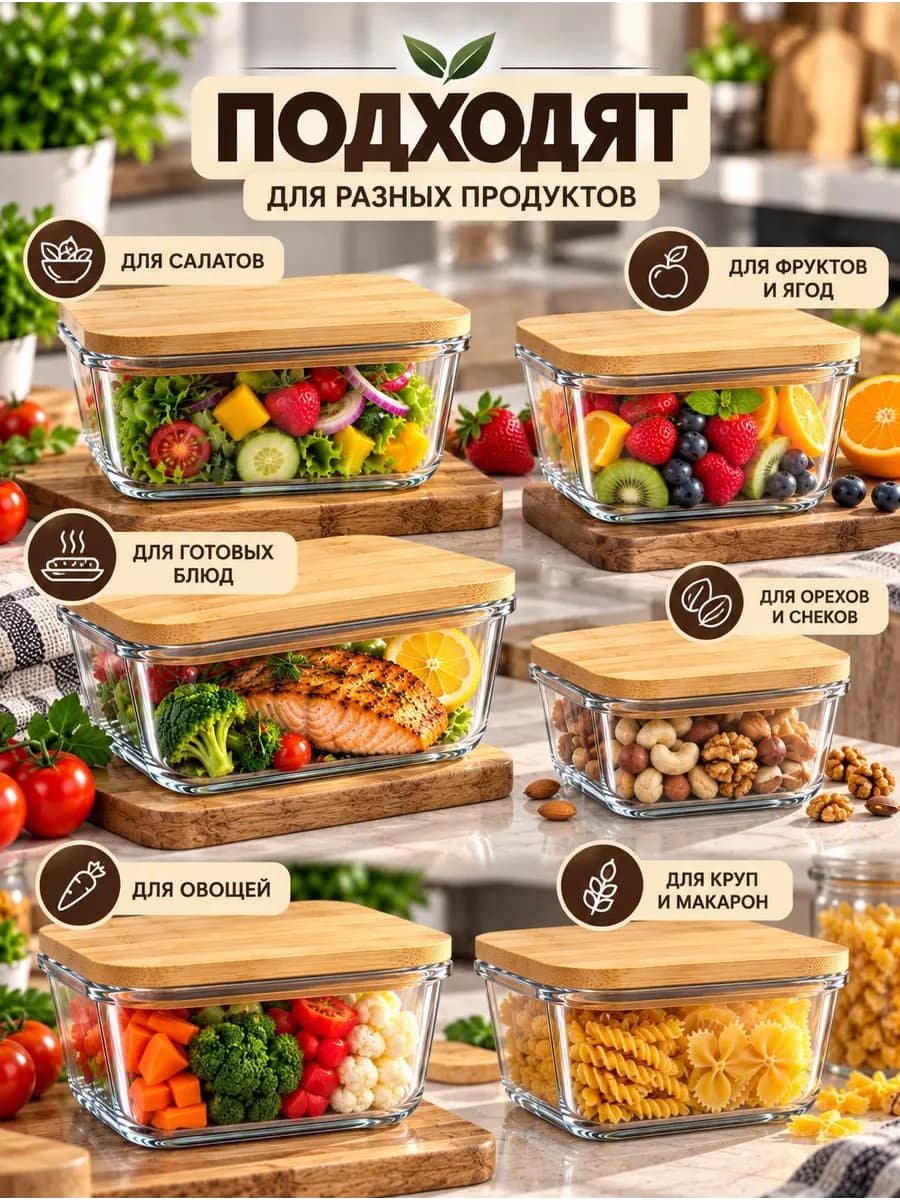 ПОДХОДЯТ
ДЛЯ РАЗНЫХ ПРОДУКТОВ
ДЛЯ САЛАТОВ
ДЛЯ ФРУКТОВ
И ЯГОД
ДЛЯ ГОТОВЫХ
БЛЮД
ДЛЯ ОРЕХОВ
И СНЕКОВ
ДЛЯ ОВОЩЕЙ
ДЛЯ КРУП
И МАКАРОН